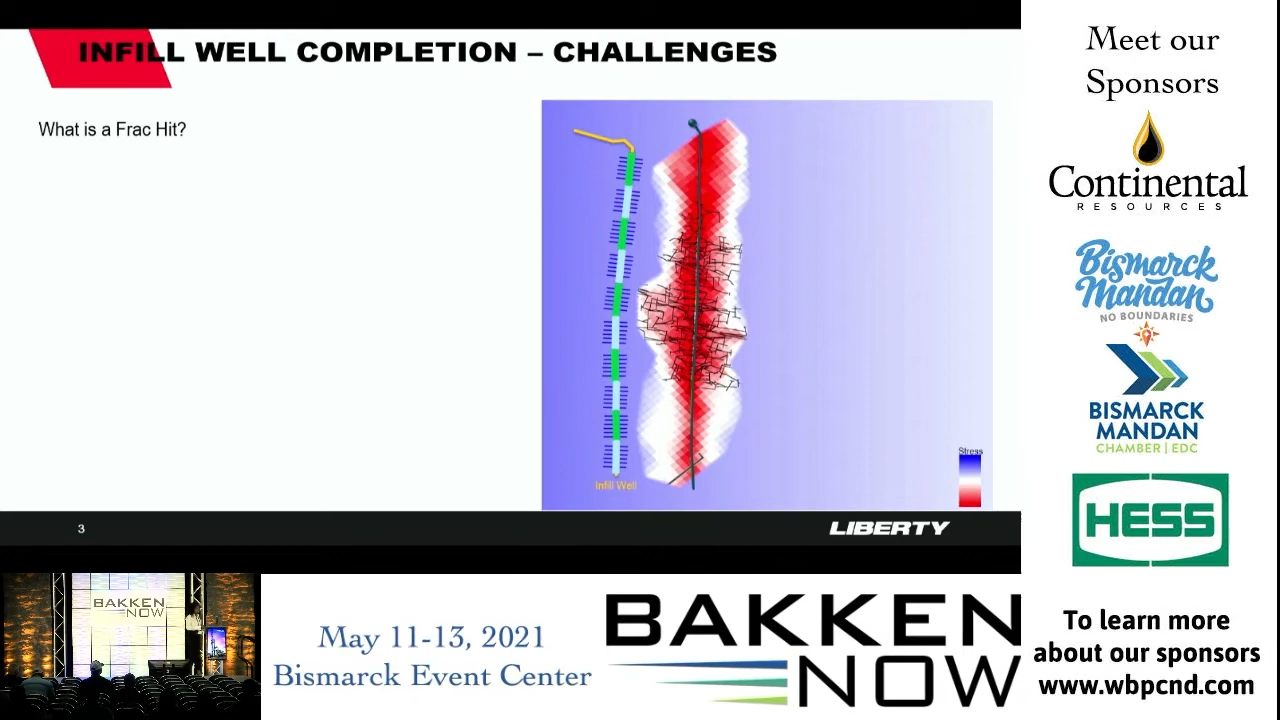 INFILL WELL COMPLETION – CHALLENGES
What is a Frac Hit?
Infill Well
Stress
3
LIBERTY
BAKKEN
NOW
May 11-13, 2021
Bismarck Event Center
BAKKEN
NOW
Meet our
Sponsors
Continental
RESOURCES
Bismarck
Mandan
NO BOUNDARIES
BISMARCK
MANDAN
CHAMBER | EDC
HESS
To learn more
about our sponsors
www.wbpcnd.com